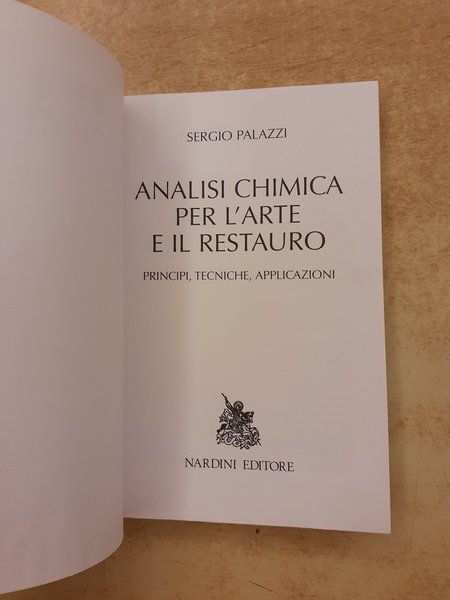 SERGIO PALAZZI
ANALISI CHIMICA
PER L'ARTE
E IL RESTAURO
PRINCIPI, TECNICHE, APPLICAZIONI
NARDINI EDITORE